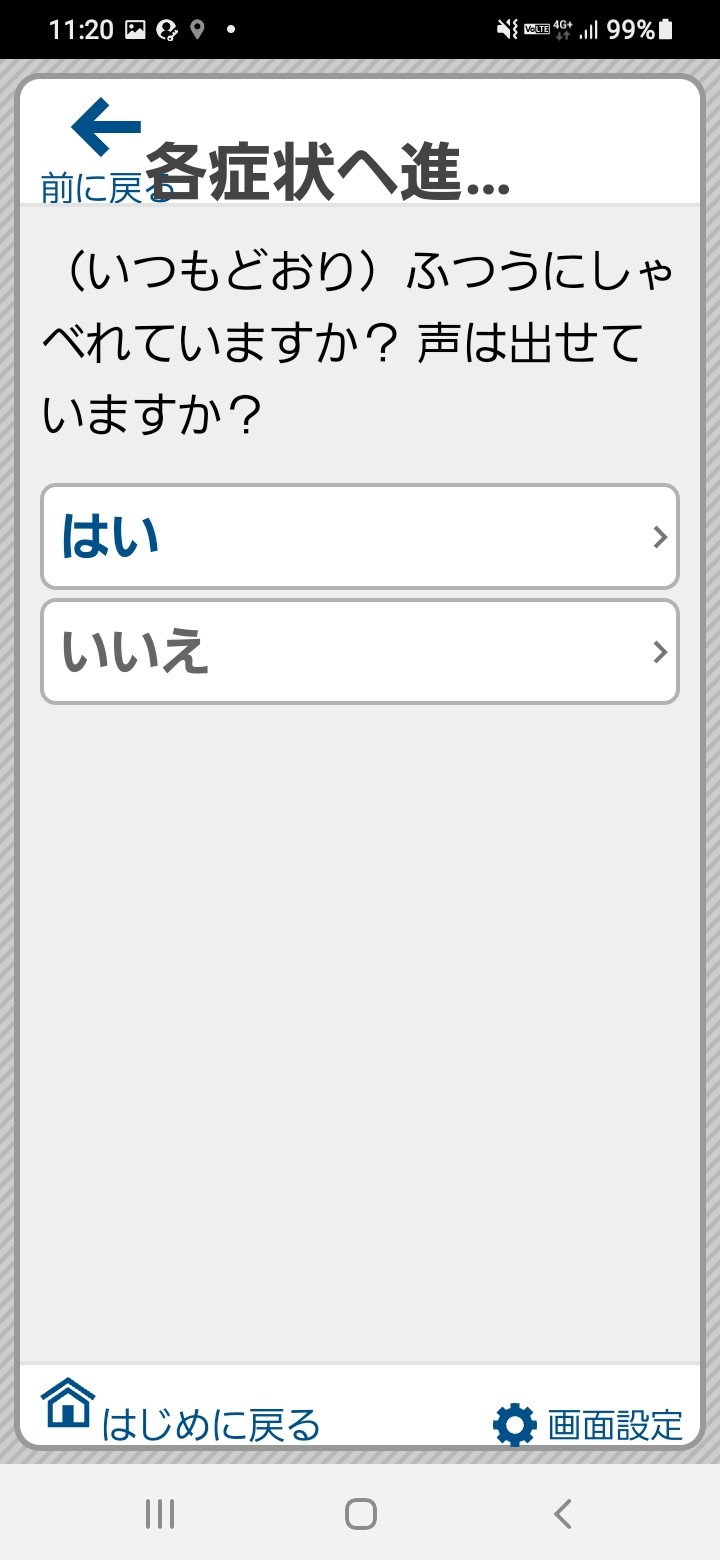 11:20 VoLTE 4G+ 99%
前に戻る
各症状へ進...
（いつもどおり）ふつうにしゃ
べれていますか？ 声は出せて
いますか？
はい
いいえ
はじめに戻る 画面設定